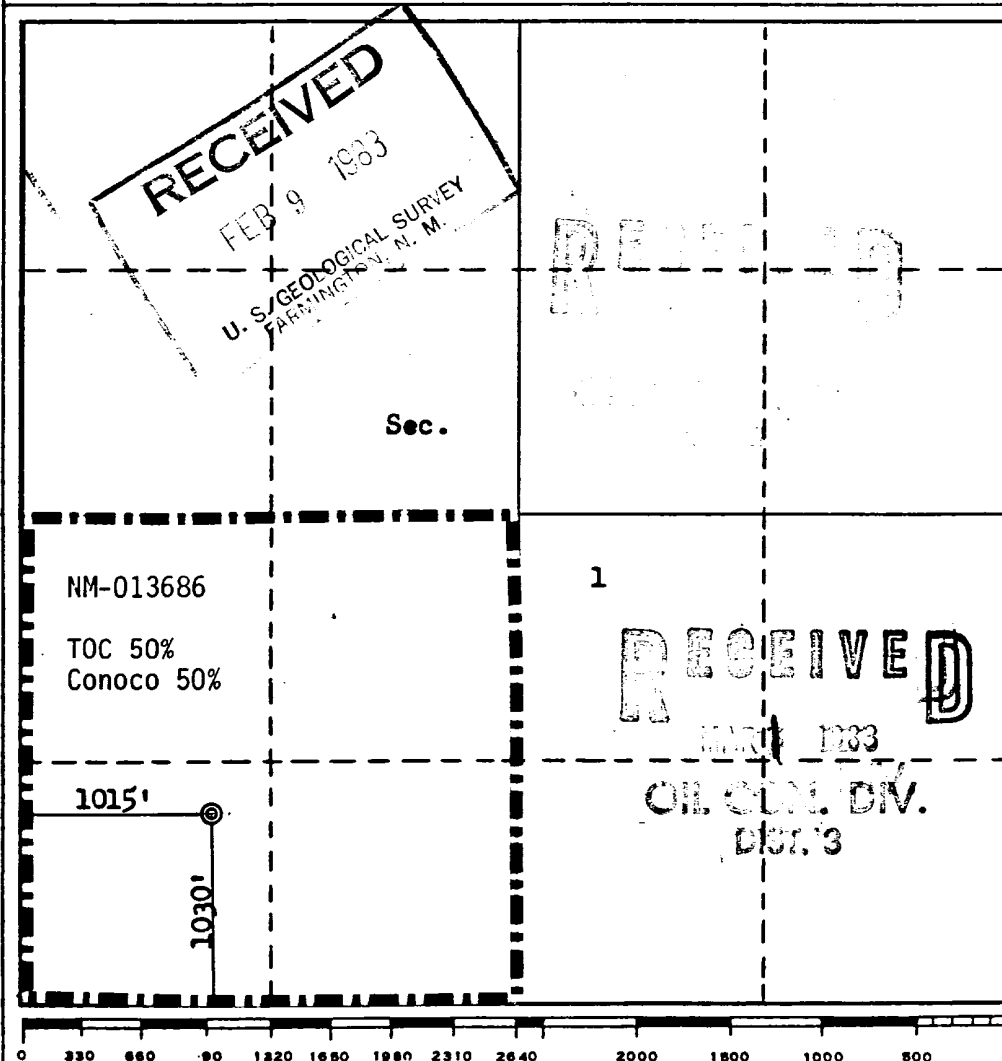 RECEIVED
FEB 9 1983
U. S. GEOLOGICAL SURVEY
FARMINGTON, N. M.
Sec.
NM-013686
1
TOC 50%
Conoco 50%
RECEIVED
1983
OIL CON. DIV.
DIST. 3
1015'
1030'
0 330 660 90 1320 1650 1980 2310 2640 2000 1500 1000 500